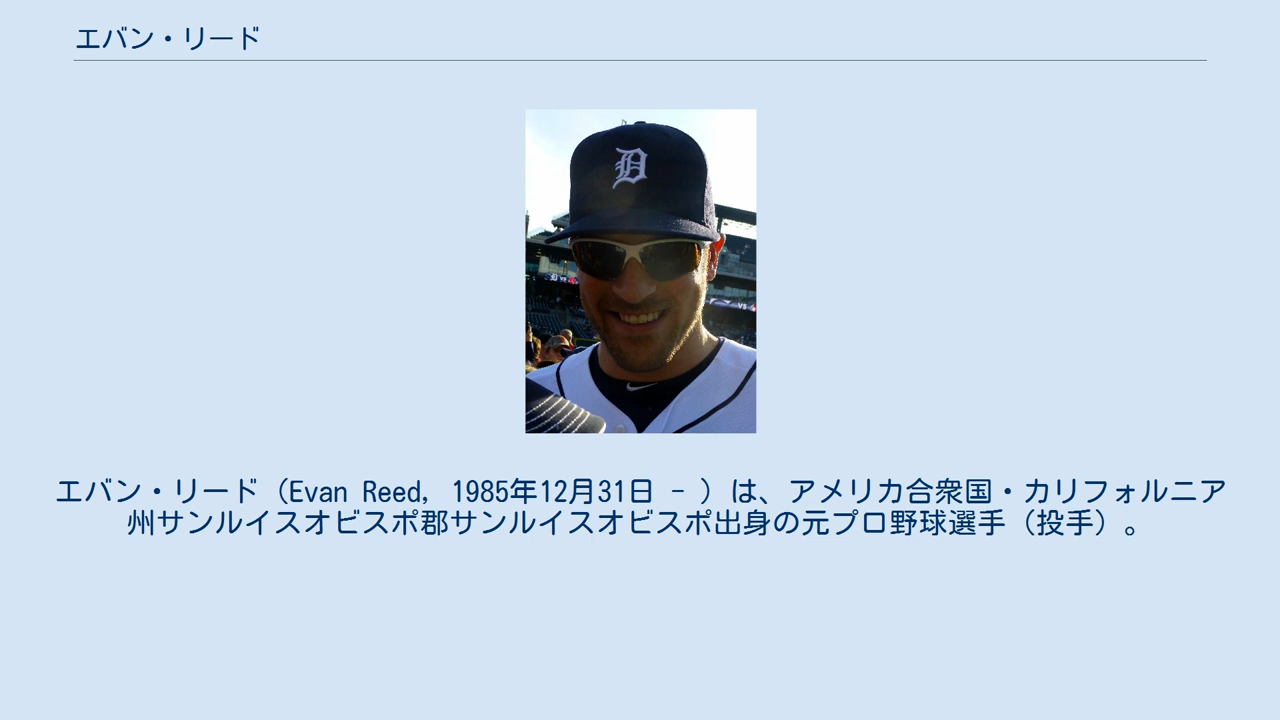 エバン・リード
D
エバン・リード（Evan Reed, 1985年12月31日 - ）は、アメリカ合衆国・カリフォルニア
州サンルイスオビスポ郡サンルイスオビスポ出身の元プロ野球選手（投手）。